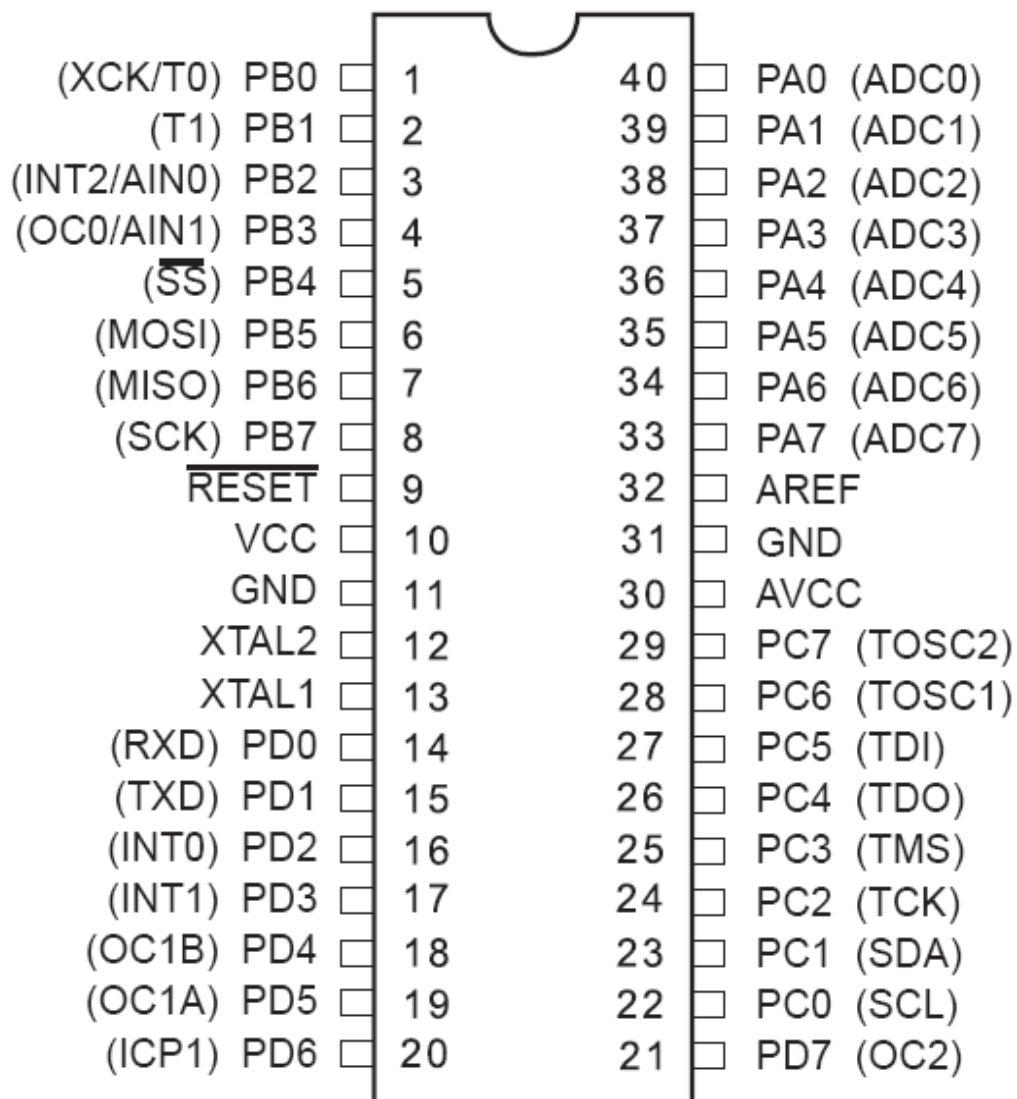 (XCK/T0) PB0 1 40 PA0 (ADC0)
(T1) PB1 2 39 PA1 (ADC1)
(INT2/AIN0) PB2 3 38 PA2 (ADC2)
(OC0/AIN1) PB3 4 37 PA3 (ADC3)
(SS) PB4 5 36 PA4 (ADC4)
(MOSI) PB5 6 35 PA5 (ADC5)
(MISO) PB6 7 34 PA6 (ADC6)
(SCK) PB7 8 33 PA7 (ADC7)
RESET 9 32 AREF
VCC 10 31 GND
GND 11 30 AVCC
XTAL2 12 29 PC7 (TOSC2)
XTAL1 13 28 PC6 (TOSC1)
(RXD) PD0 14 27 PC5 (TDI)
(TXD) PD1 15 26 PC4 (TDO)
(INT0) PD2 16 25 PC3 (TMS)
(INT1) PD3 17 24 PC2 (TCK)
(OC1B) PD4 18 23 PC1 (SDA)
(OC1A) PD5 19 22 PC0 (SCL)
(ICP1) PD6 20 21 PD7 (OC2)